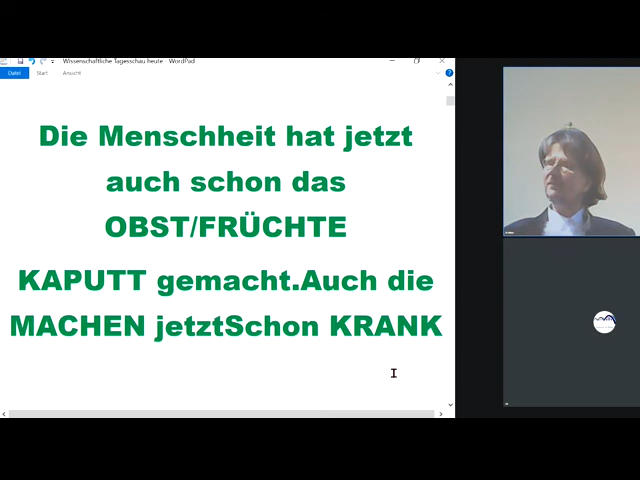 Wissenschaftliche Tagesschau heute - WordPad
Datei Start Ansicht
Die Menschheit hat jetzt
auch schon das
OBST/FRÜCHTE
KAPUTT gemacht.Auch die
MACHEN jetztSchon KRANK